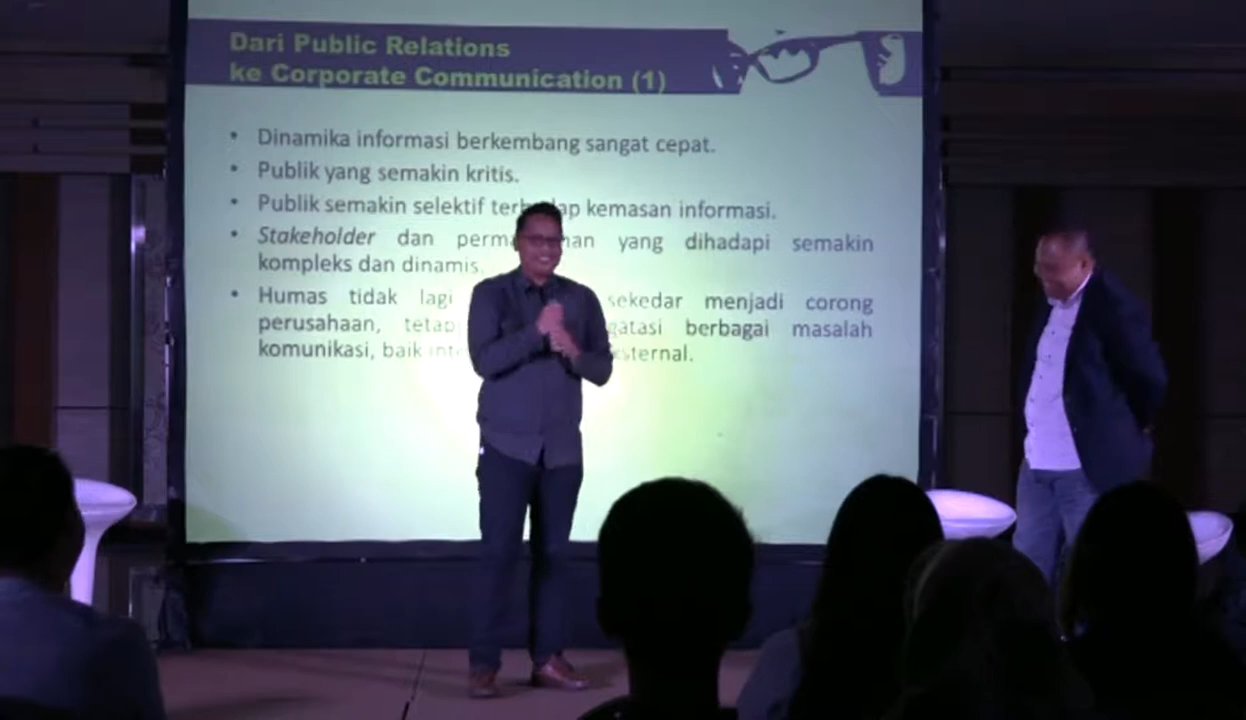 Dari Public Relations
ke Corporate Communication (1)
• Dinamika informasi berkembang sangat cepat.
• Publik yang semakin kritis.
• Publik semakin selektif terhadap kemasan informasi.
• Stakeholder dan yang dihadapi semakin
kompleks dan dinamis.
• Humas tidak lagi sekedar menjadi corong
perusahaan, berbagai masalah
komunikasi, baik